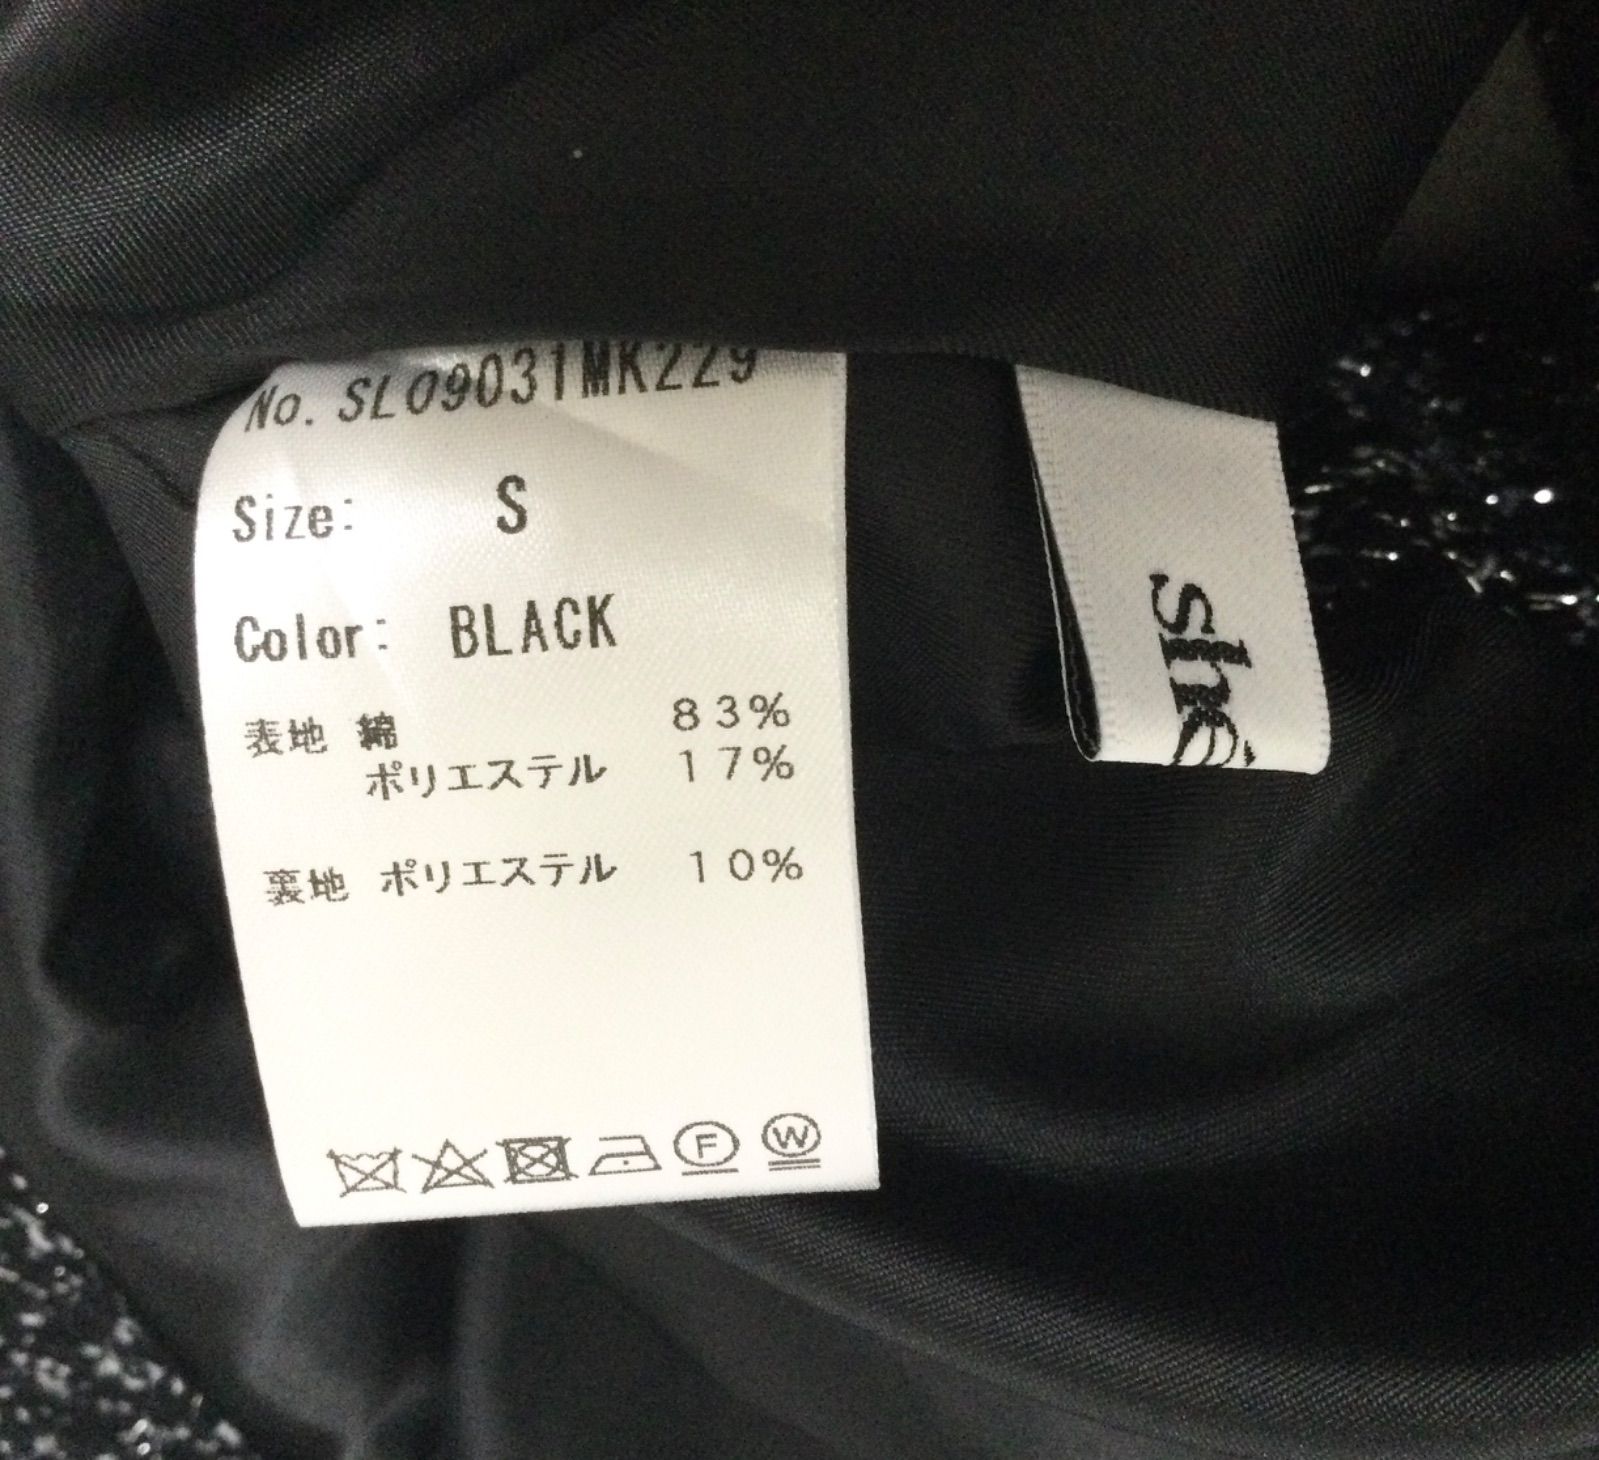 No. SL09031MK229
Size: S
Color: BLACK
表地 綿 83%
ポリエステル 17%
裏地 ポリエステル 10%
F W
she